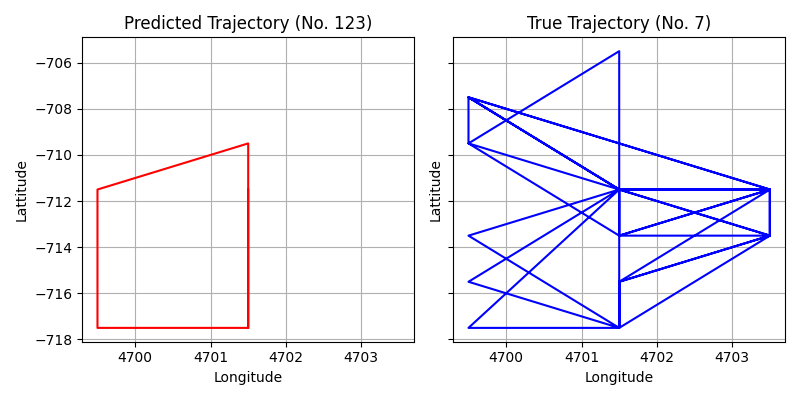 Predicted Trajectory (No. 123)
True Trajectory (No. 7)
Lattitude
−706
−708
−710
−712
−714
−716
−718
4700
4701
4702
4703
Longitude
Lattitude
4700
4701
4702
4703
Longitude